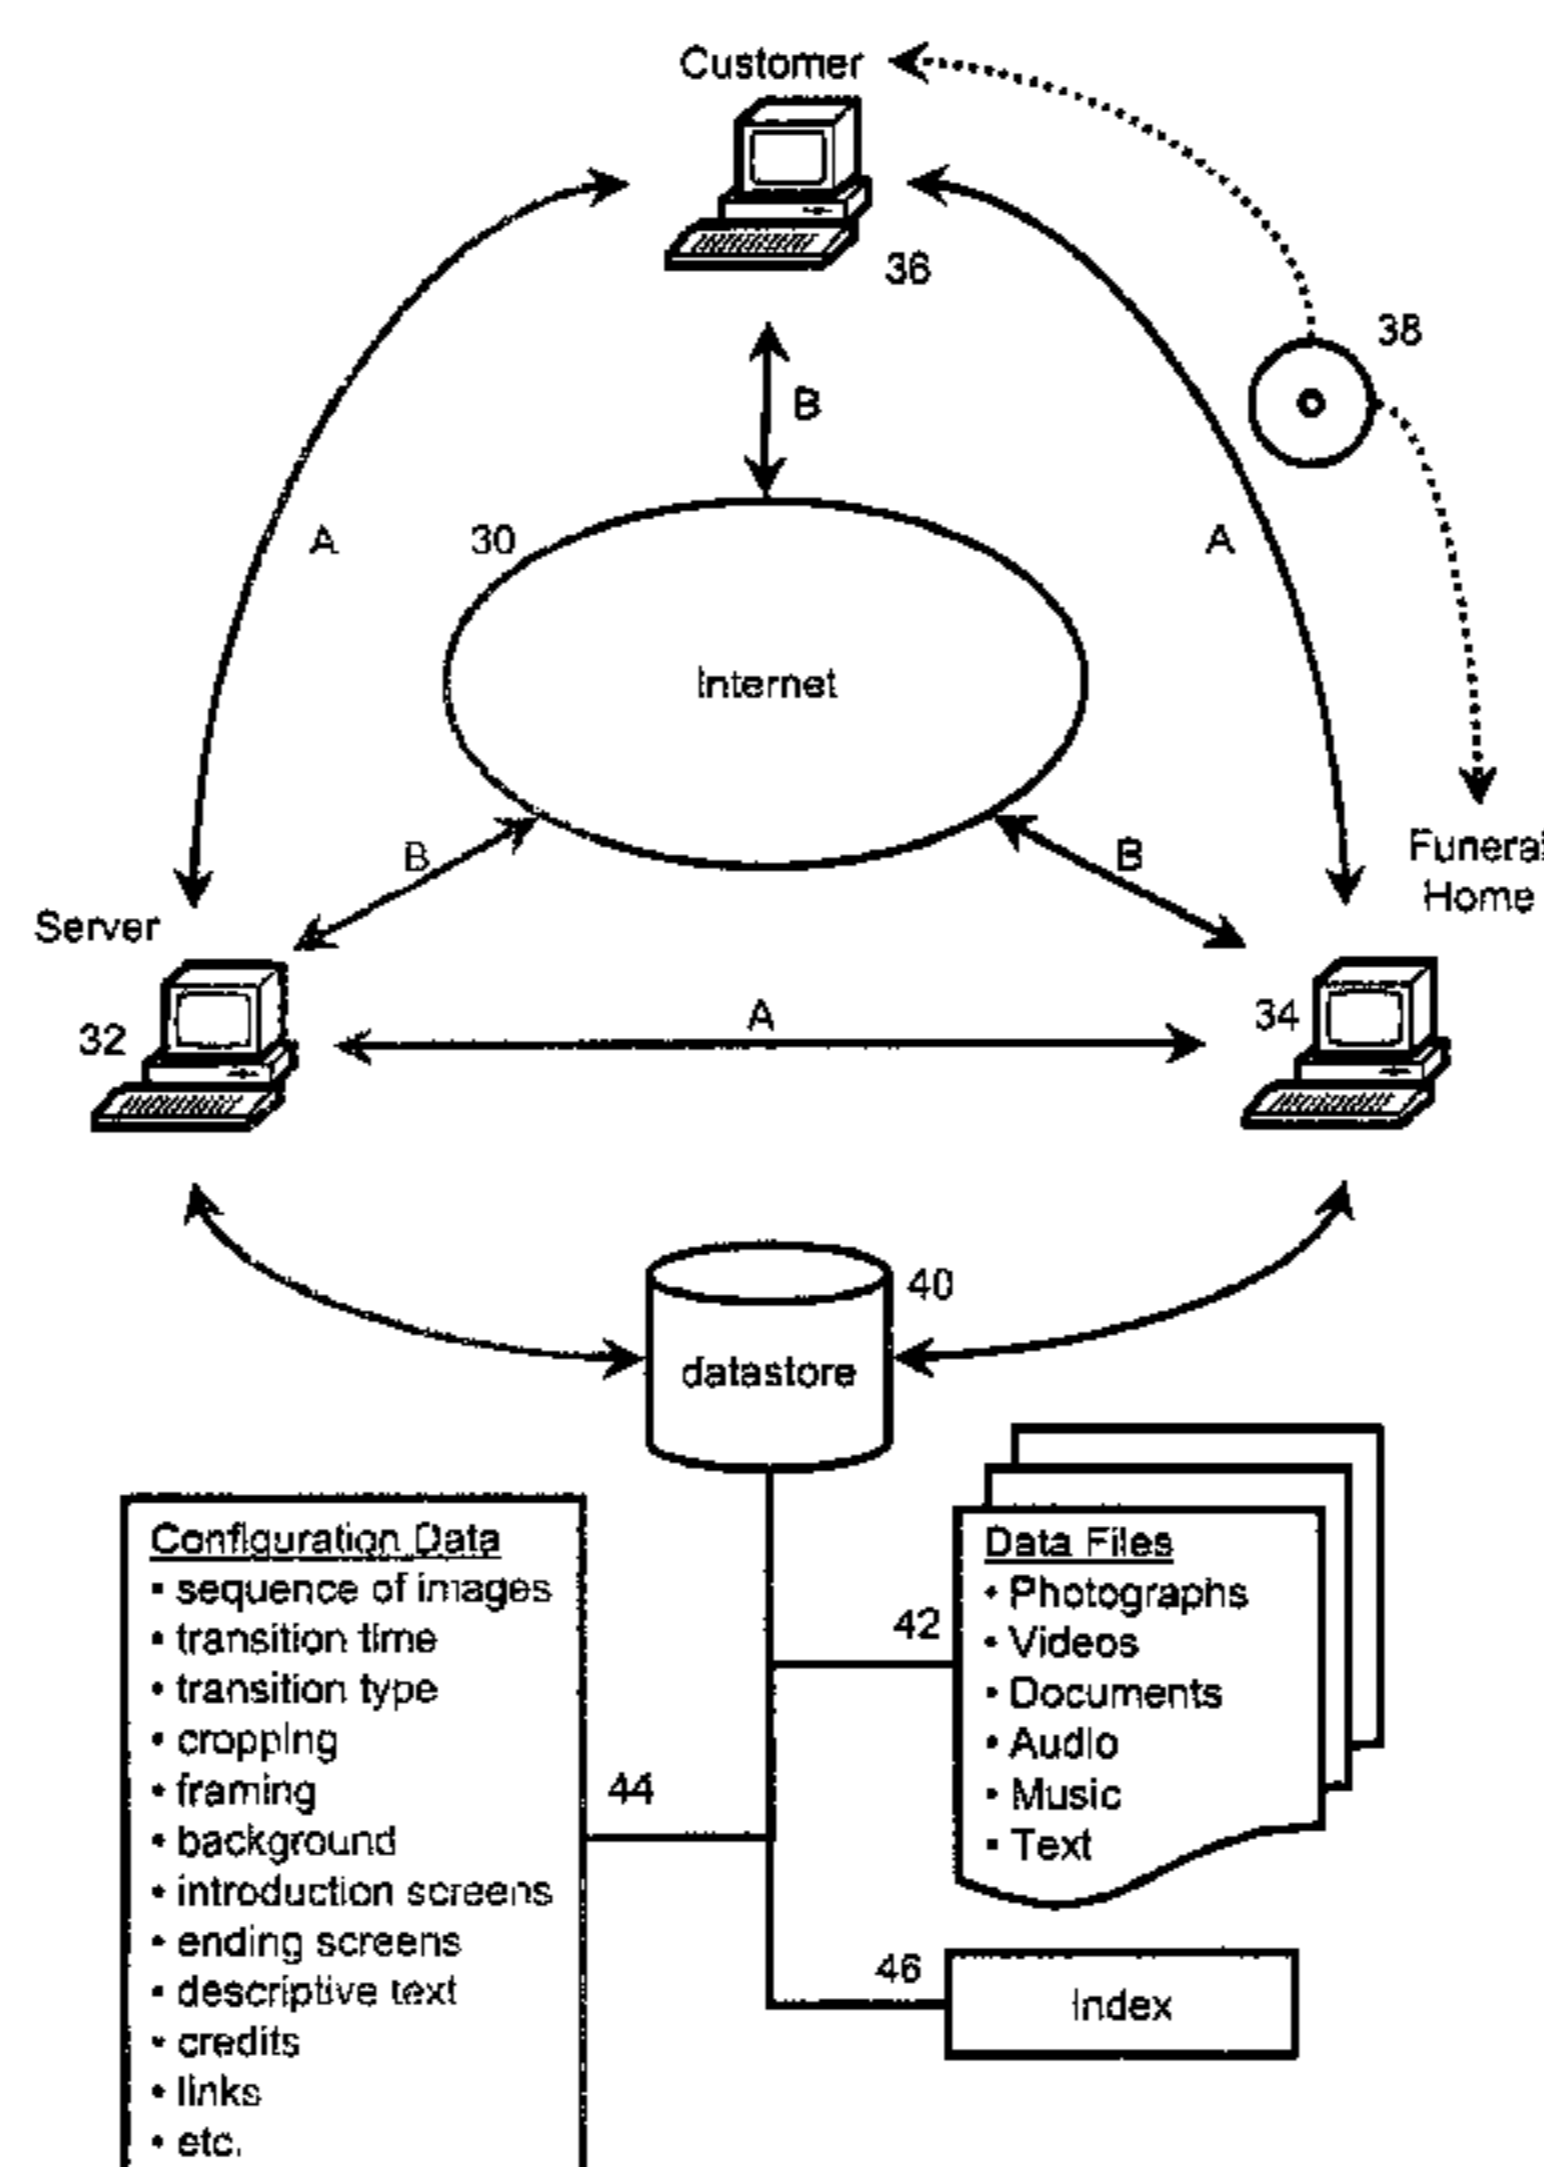 Customer
36
38
B
A
30
A
Internet
B
B
Funeral
Home
Server
A
34
32
40
datastore
Configuration Data
• sequence of images
• transition time
• transition type
• cropping
• framing
• background
• introduction screens
• ending screens
• descriptive text
• credits
• links
• etc.
44
42
Data Files
• Photographs
• Videos
• Documents
• Audio
• Music
• Text
46
Index